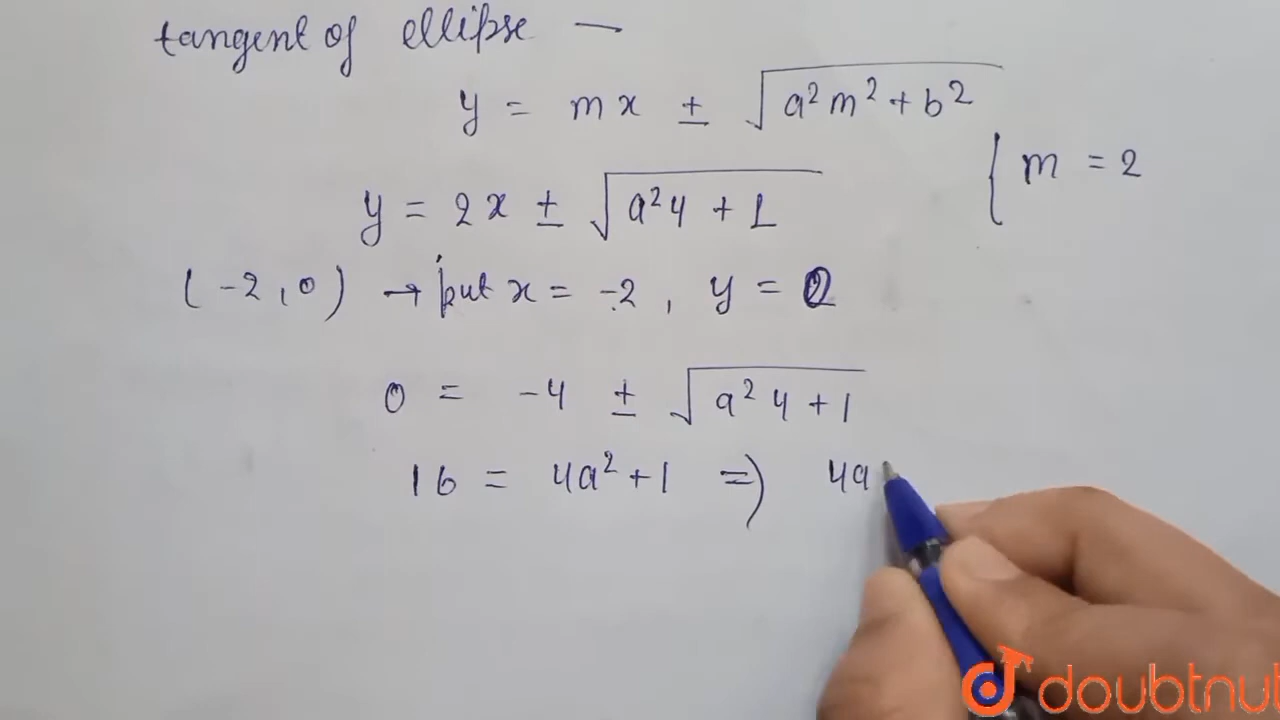 tangent of ellipse —
y = mx ± √(a²m² + b²)
{ m = 2
y = 2x ± √(a²4 + 1)
(-2, 0) → put x = -2, y = 0
0 = -4 ± √(a²4 + 1)
16 = 4a² + 1 ⇒ 4a
doubtnut